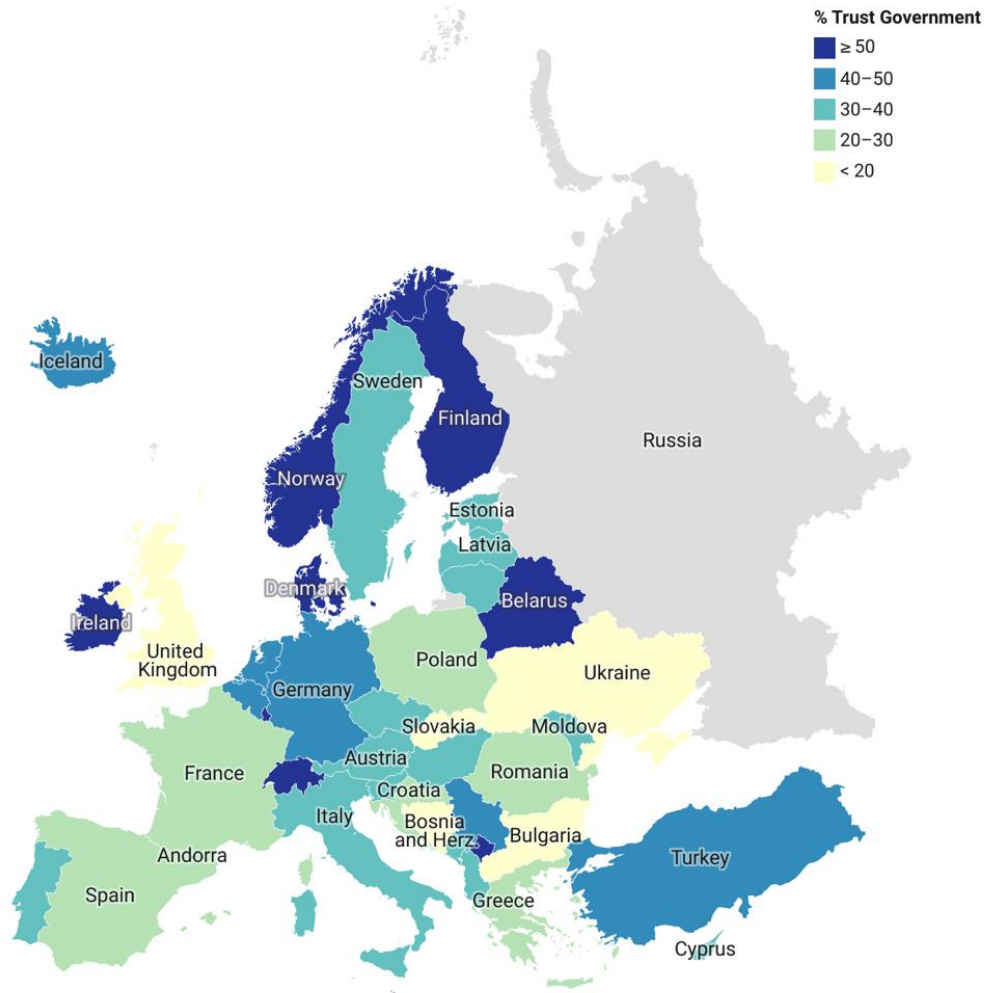 % Trust Government
≥ 50
40–50
30–40
20–30
< 20
Iceland
Sweden
Finland
Russia
Norway
Estonia
Latvia
Denmark
Belarus
Ireland
United
Kingdom
Poland
Ukraine
Germany
Slovakia
Moldova
Austria
France
Romania
Croatia
Italy
Bosnia
and Herz.
Bulgaria
Andorra
Turkey
Spain
Greece
Cyprus